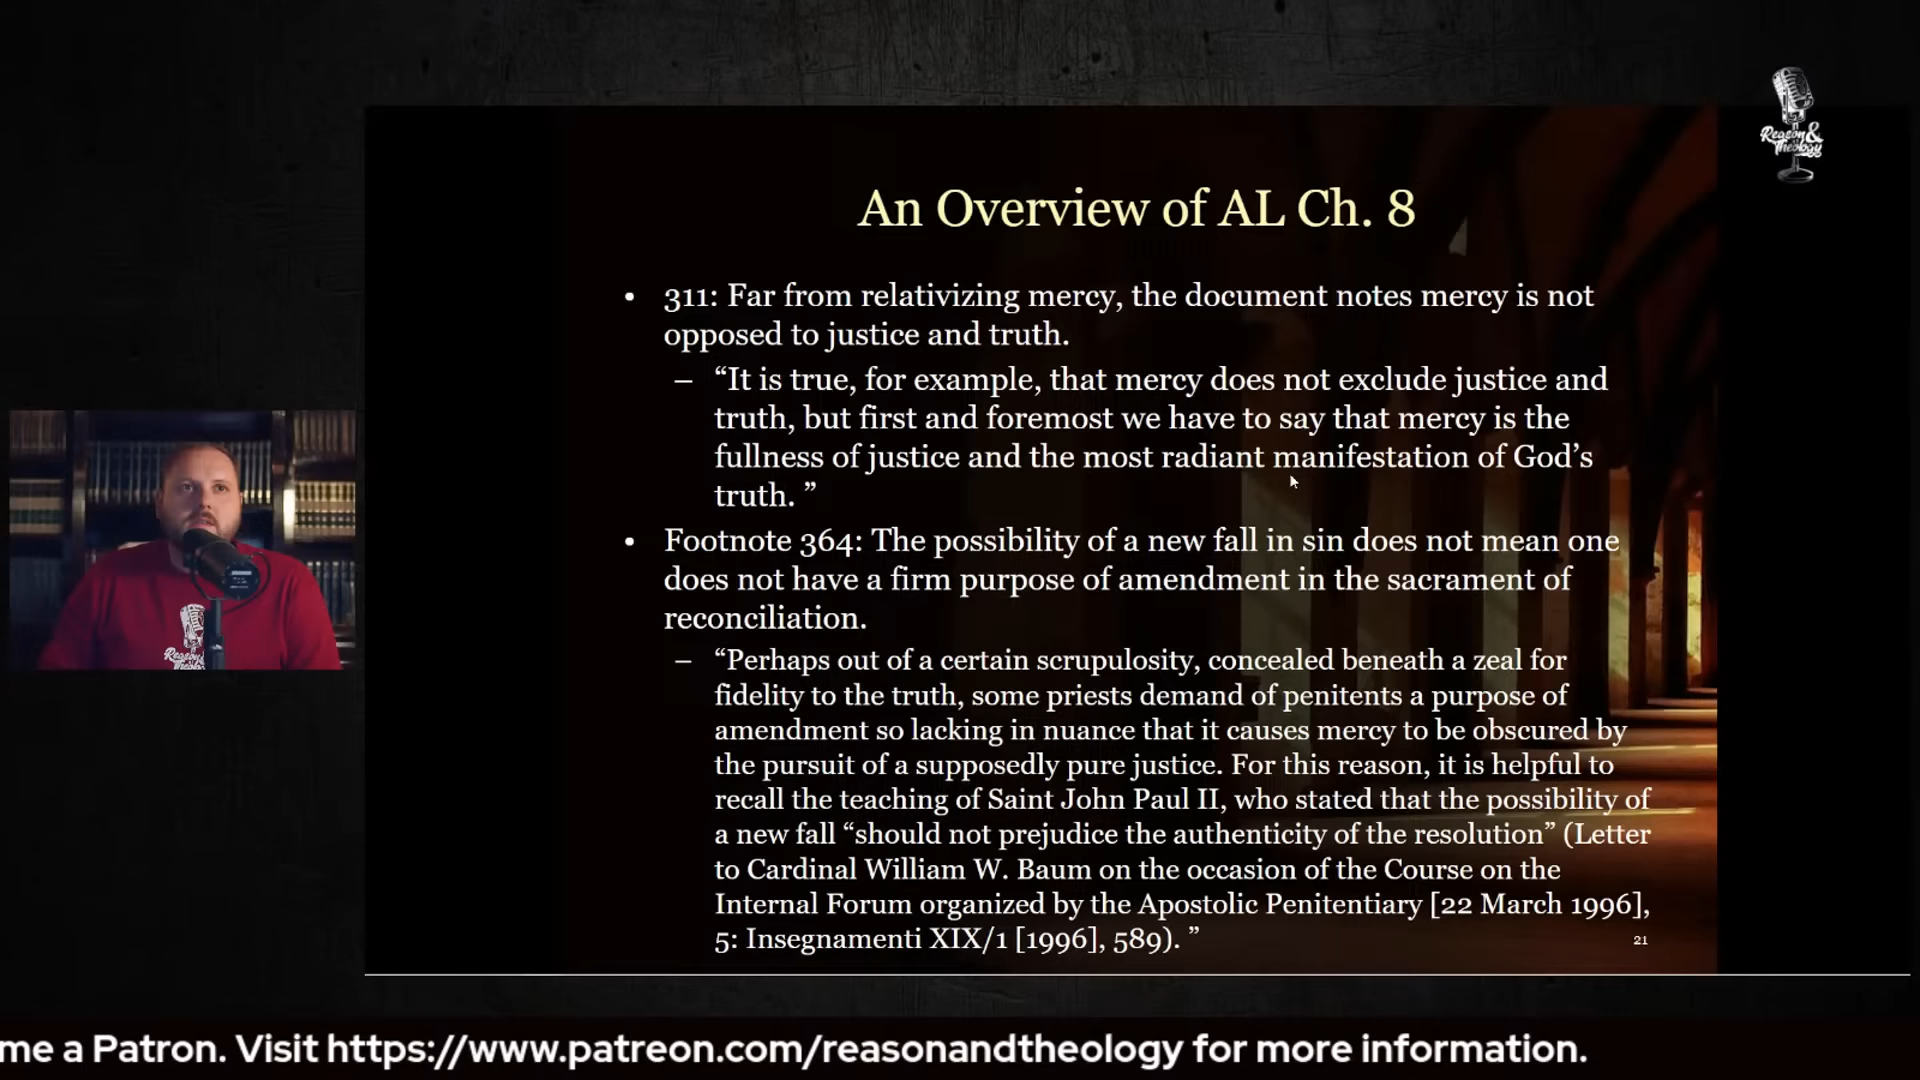 Reason&
Theology
An Overview of AL Ch. 8
• 311: Far from relativizing mercy, the document notes mercy is not
opposed to justice and truth.
– “It is true, for example, that mercy does not exclude justice and
truth, but first and foremost we have to say that mercy is the
fullness of justice and the most radiant manifestation of God’s
truth. ”
• Footnote 364: The possibility of a new fall in sin does not mean one
does not have a firm purpose of amendment in the sacrament of
reconciliation.
– “Perhaps out of a certain scrupulosity, concealed beneath a zeal for
fidelity to the truth, some priests demand of penitents a purpose of
amendment so lacking in nuance that it causes mercy to be obscured by
the pursuit of a supposedly pure justice. For this reason, it is helpful to
recall the teaching of Saint John Paul II, who stated that the possibility of
a new fall “should not prejudice the authenticity of the resolution” (Letter
to Cardinal William W. Baum on the occasion of the Course on the
Internal Forum organized by the Apostolic Penitentiary [22 March 1996],
5: Insegnamenti XIX/1 [1996], 589). ”
21
me a Patron. Visit https://www.patreon.com/reasonandtheology for more information.